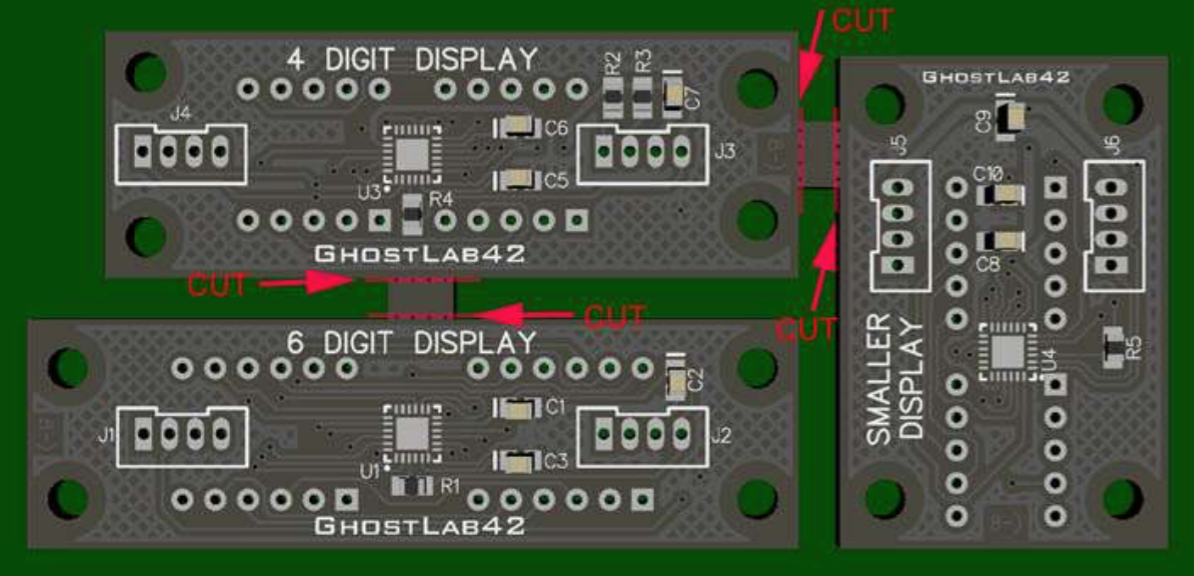 CUT
4 DIGIT DISPLAY
R2
R3
C7
J4
C6
J3
C5
U3
R4
GHOSTLAB42
CUT
CUT
6 DIGIT DISPLAY
C2
C1
J1
J2
C3
U1
R1
GHOSTLAB42
GHOSTLAB42
C9
J5
J6
C10
C8
CUT
SMALLER
DISPLAY
U4
R5
8-)